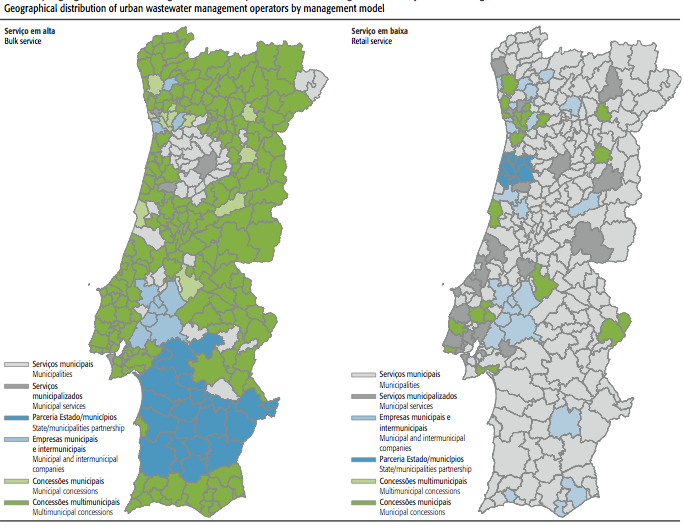 Geographical distribution of urban wastewater management operators by management model
Serviço em alta
Bulk service
Serviço em baixa
Retail service
Serviços municipais
Municipalities
Serviços
municipalizados
Municipal services
Parceria Estado/municípios
State/municipalities partnership
Empresas municipais
e intermunicipais
Municipal and intermunicipal
companies
Concessões municipais
Municipal concessions
Concessões multimunicipais
Multimunicipal concessions
Serviços municipais
Municipalities
Serviços municipalizados
Municipal services
Empresas municipais e
intermunicipais
Municipal and intermunicipal
companies
Parceria Estado/municípios
State/municipalities partnership
Concessões multimunicipais
Multimunicipal concessions
Concessões municipais
Municipal concessions